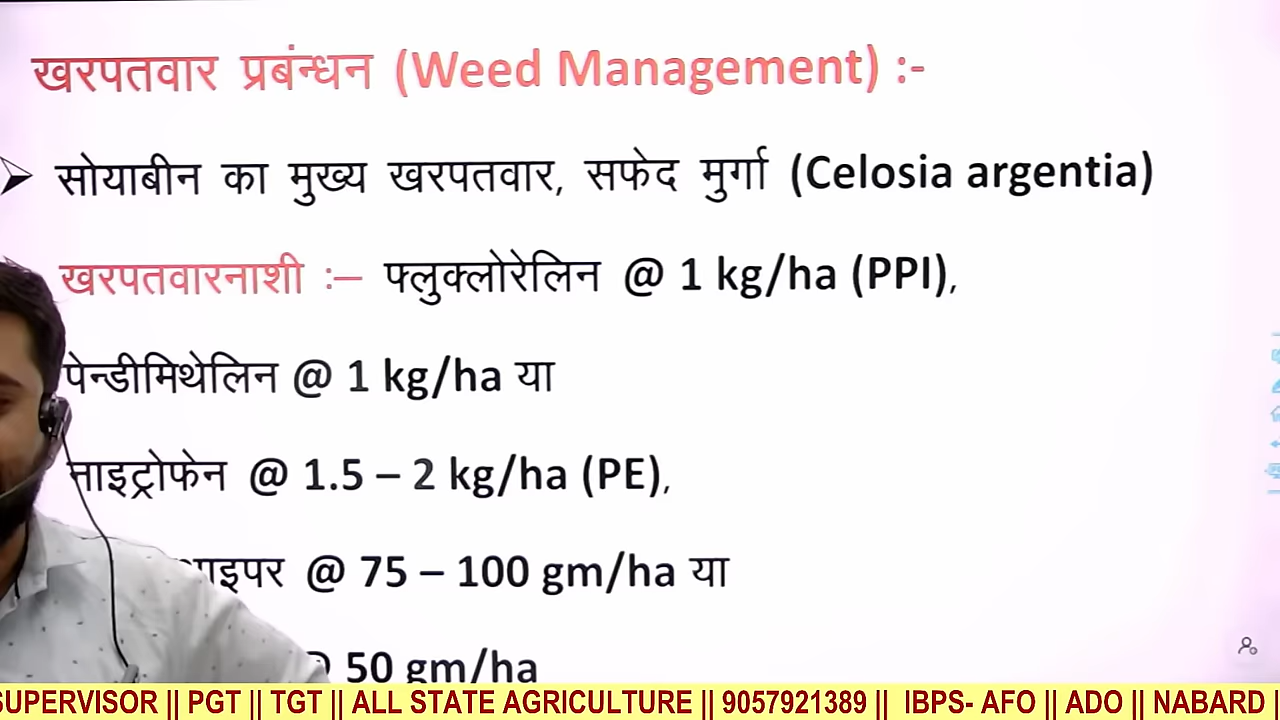 खरपतवार प्रबंन्धन (Weed Management) :-
सोयाबीन का मुख्य खरपतवार, सफेद मुर्गा (Celosia argentia)
खरपतवारनाशी :– फ्लुक्लोरेलिन @ 1 kg/ha (PPI),
पेन्डीमिथेलिन @ 1 kg/ha या
नाइट्रोफेन @ 1.5 – 2 kg/ha (PE),
@ 75 – 100 gm/ha या
50 gm/ha
SUPERVISOR || PGT || TGT || ALL STATE AGRICULTURE || 9057921389 || IBPS- AFO || ADO || NABARD